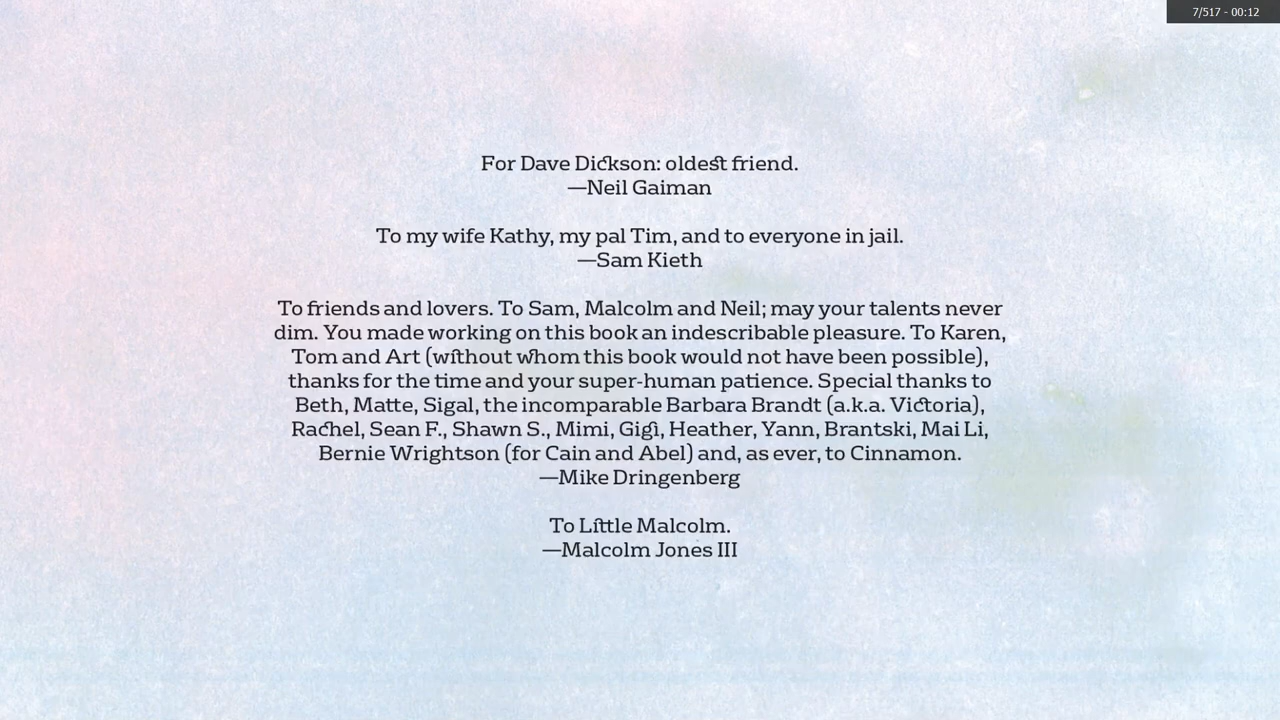 7/517 - 00:12
For Dave Dickson: oldest friend.
—Neil Gaiman
To my wife Kathy, my pal Tim, and to everyone in jail.
—Sam Kieth
To friends and lovers. To Sam, Malcolm and Neil; may your talents never
dim. You made working on this book an indescribable pleasure. To Karen,
Tom and Art (without whom this book would not have been possible),
thanks for the time and your super-human patience. Special thanks to
Beth, Matte, Sigal, the incomparable Barbara Brandt (a.k.a. Victoria),
Rachel, Sean F., Shawn S., Mimi, Gigi, Heather, Yann, Brantski, Mai Li,
Bernie Wrightson (for Cain and Abel) and, as ever, to Cinnamon.
—Mike Dringenberg
To Little Malcolm.
—Malcolm Jones III